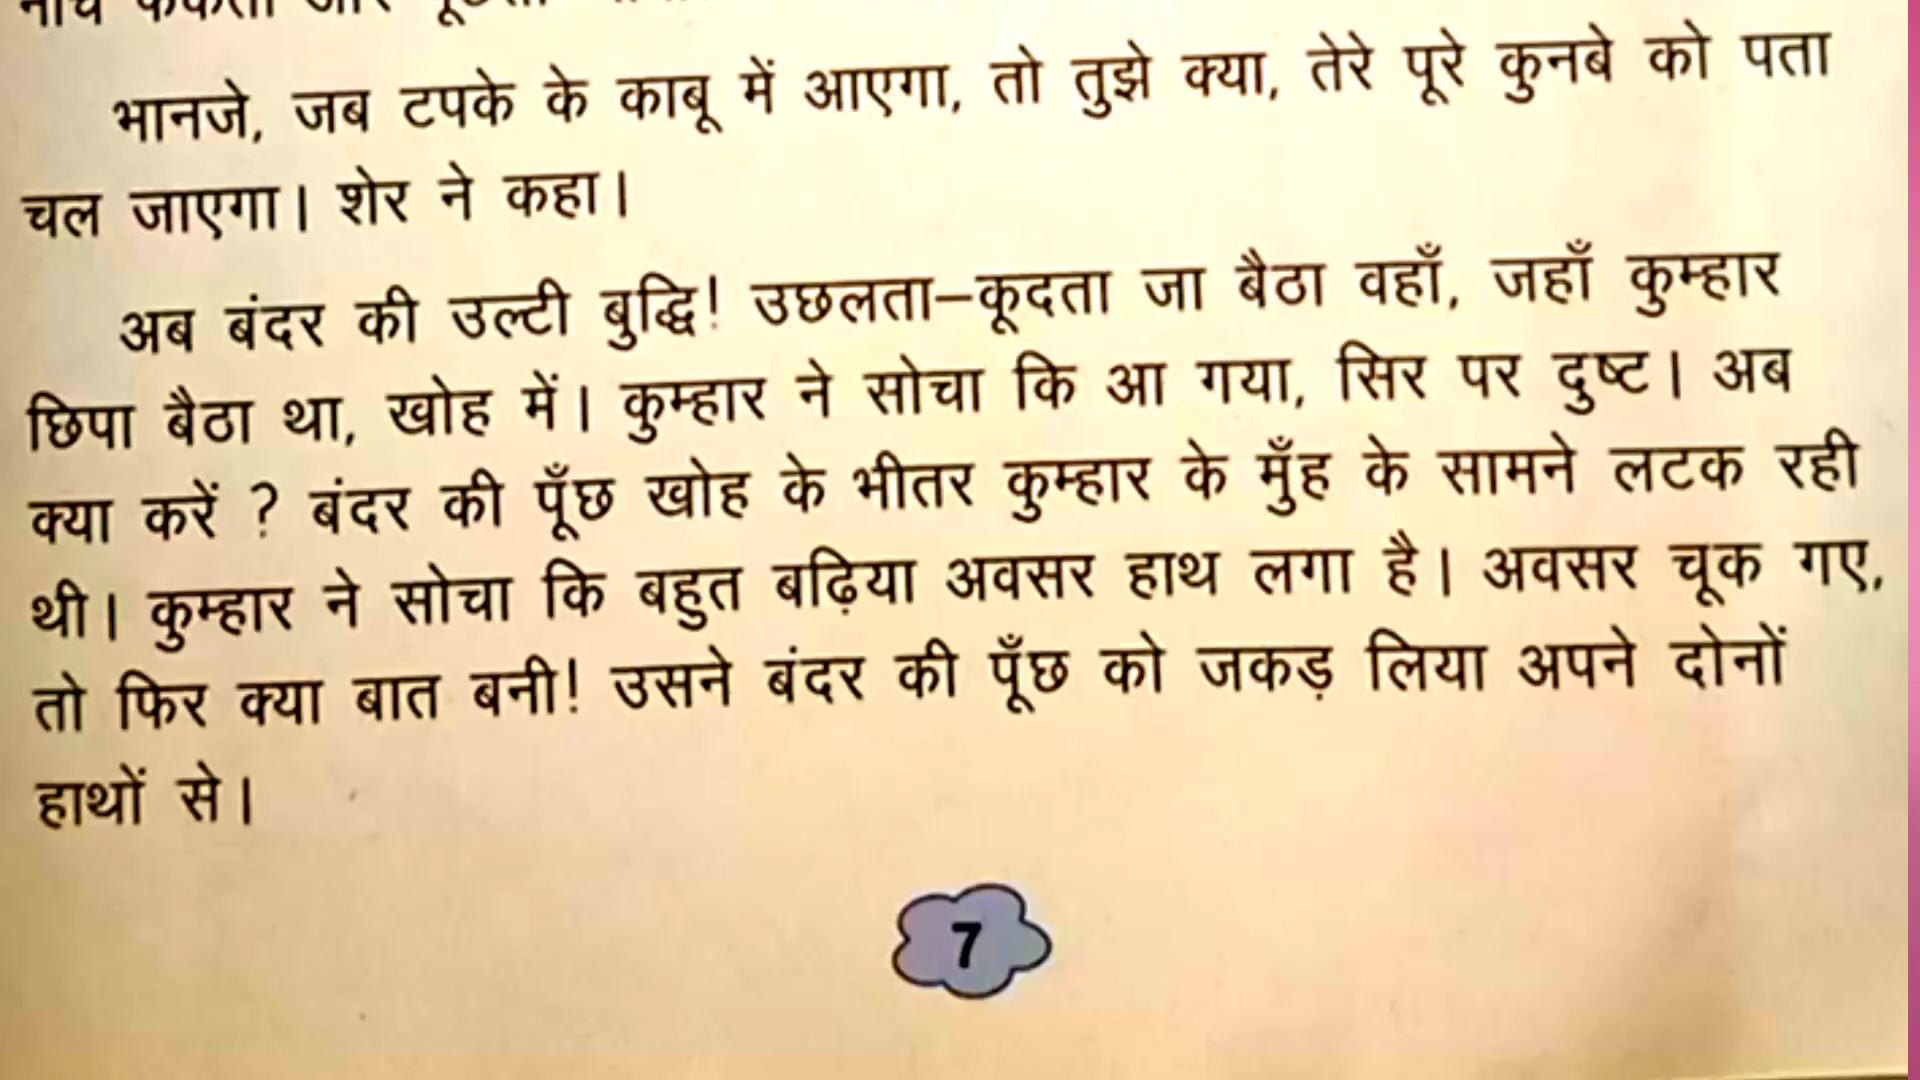 भानजे, जब टपके के काबू में आएगा, तो तुझे क्या, तेरे पूरे कुनबे को पता
चल जाएगा। शेर ने कहा।
अब बंदर की उल्टी बुद्धि! उछलता–कूदता जा बैठा वहाँ, जहाँ कुम्हार
छिपा बैठा था, खोह में। कुम्हार ने सोचा कि आ गया, सिर पर दुष्ट। अब
क्या करें ? बंदर की पूँछ खोह के भीतर कुम्हार के मुँह के सामने लटक रही
थी। कुम्हार ने सोचा कि बहुत बढ़िया अवसर हाथ लगा है। अवसर चूक गए,
तो फिर क्या बात बनी! उसने बंदर की पूँछ को जकड़ लिया अपने दोनों
हाथों से।
7